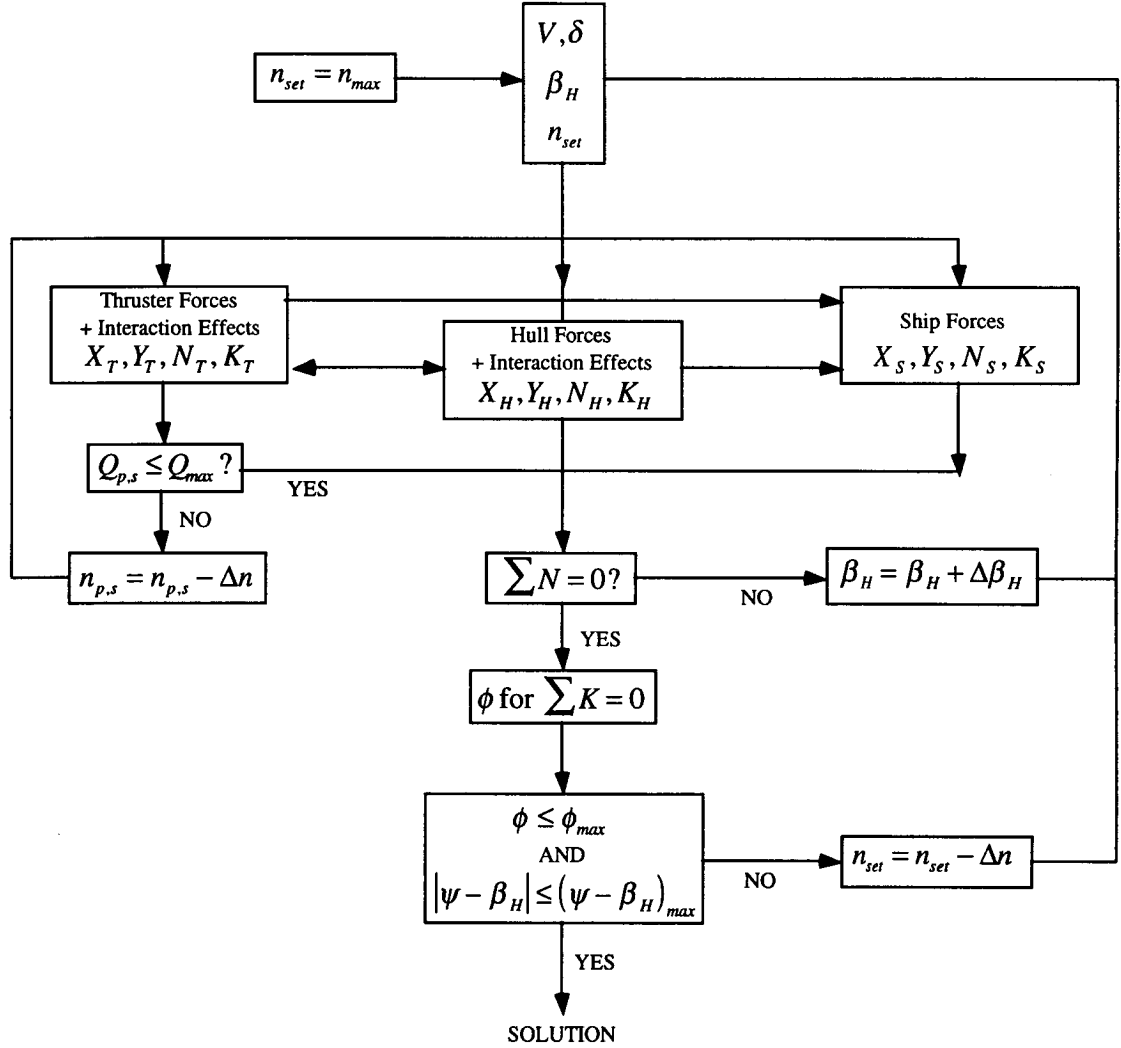 V, δ
β_H
n_set
n_set = n_max
Thruster Forces
+ Interaction Effects
X_T, Y_T, N_T, K_T
Hull Forces
+ Interaction Effects
X_H, Y_H, N_H, K_H
Ship Forces
X_S, Y_S, N_S, K_S
Q_p,s ≤ Q_max ?
YES
NO
n_p,s = n_p,s − Δn
∑ N = 0?
NO
β_H = β_H + Δβ_H
YES
ϕ for ∑ K = 0
ϕ ≤ ϕ_max
AND
|ψ − β_H| ≤ (ψ − β_H)_max
NO
n_set = n_set − Δn
YES
SOLUTION